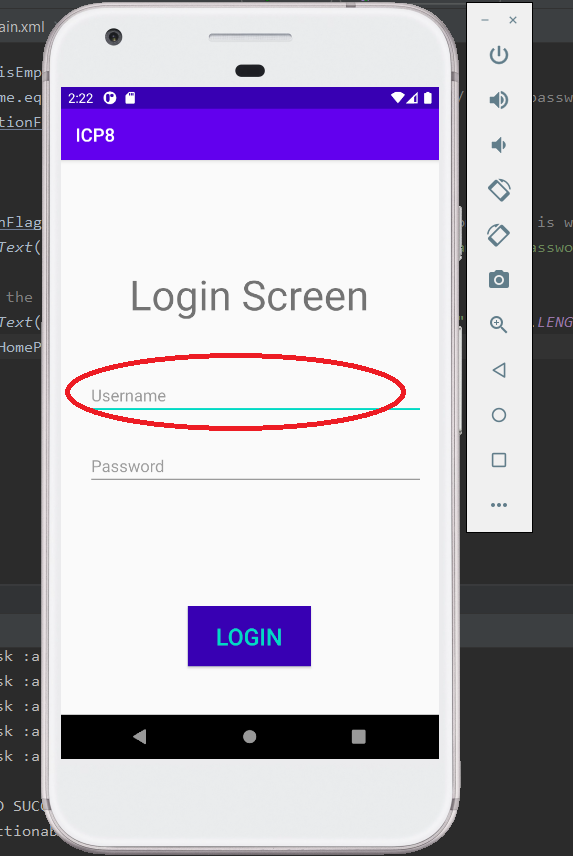 ain.xml
isEmp
me.eq
passw
tionF
2:22
ICP8
nFlag
is w
Text(
asswo
Login Screen
the
Text(
.LENG
HomeP
Username
Password
LOGIN
sk :a
sk :a
sk :a
sk :a
sk :a
D SUCC
ctionab